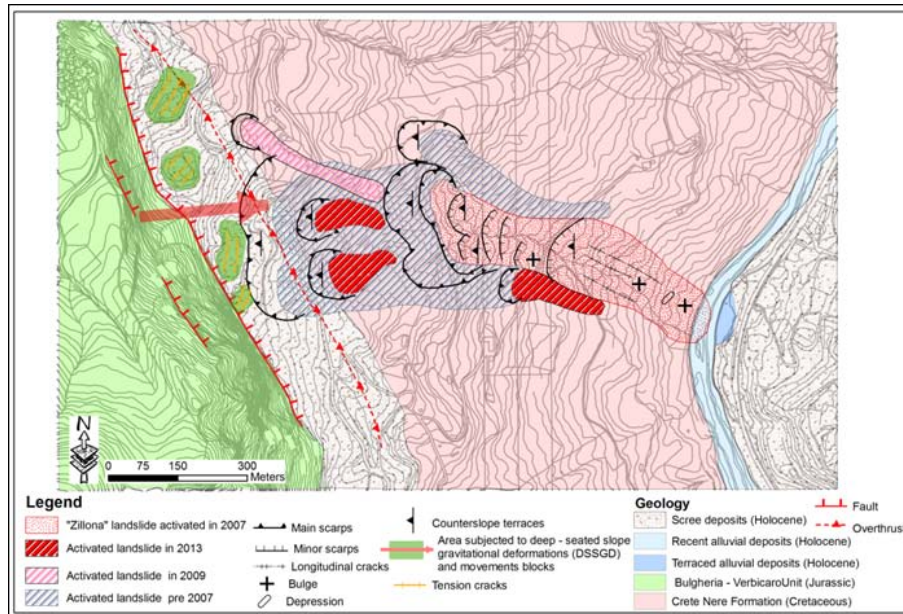 N
0 75 150 300
Meters
Legend
"Zillona" landslide activated in 2007
Activated landslide in 2013
Activated landslide in 2009
Activated landslide pre 2007
Main scarps
Minor scarps
Longitudinal cracks
Bulge
Depression
Counterslope terraces
Area subjected to deep - seated slope
gravitational deformations (DSSGD)
and movements blocks
Tension cracks
Geology
Scree deposits (Holocene)
Recent alluvial deposits (Holocene)
Terraced alluvial deposits (Holocene)
Bulgheria - VerbicaroUnit (Jurassic)
Crete Nere Formation (Cretaceous)
Fault
Overthrust